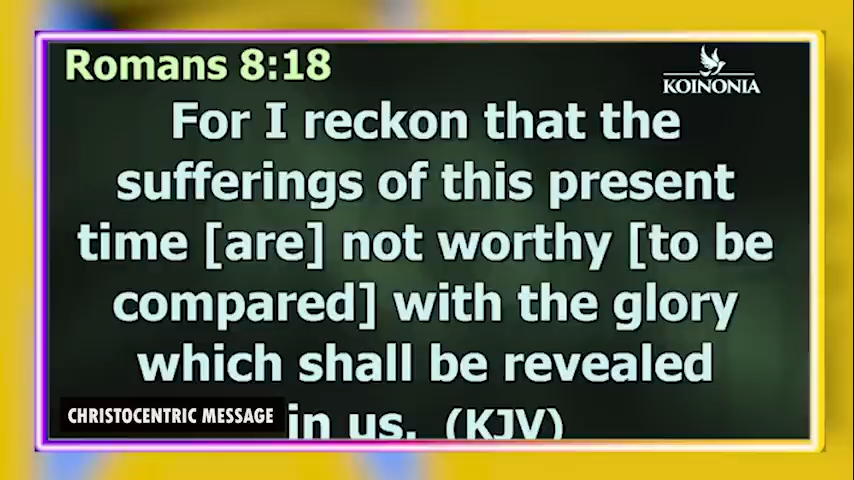 Romans 8:18
KOINONIA
For I reckon that the
sufferings of this present
time [are] not worthy [to be
compared] with the glory
which shall be revealed
in us. (KJV)
CHRISTOCENTRIC MESSAGE